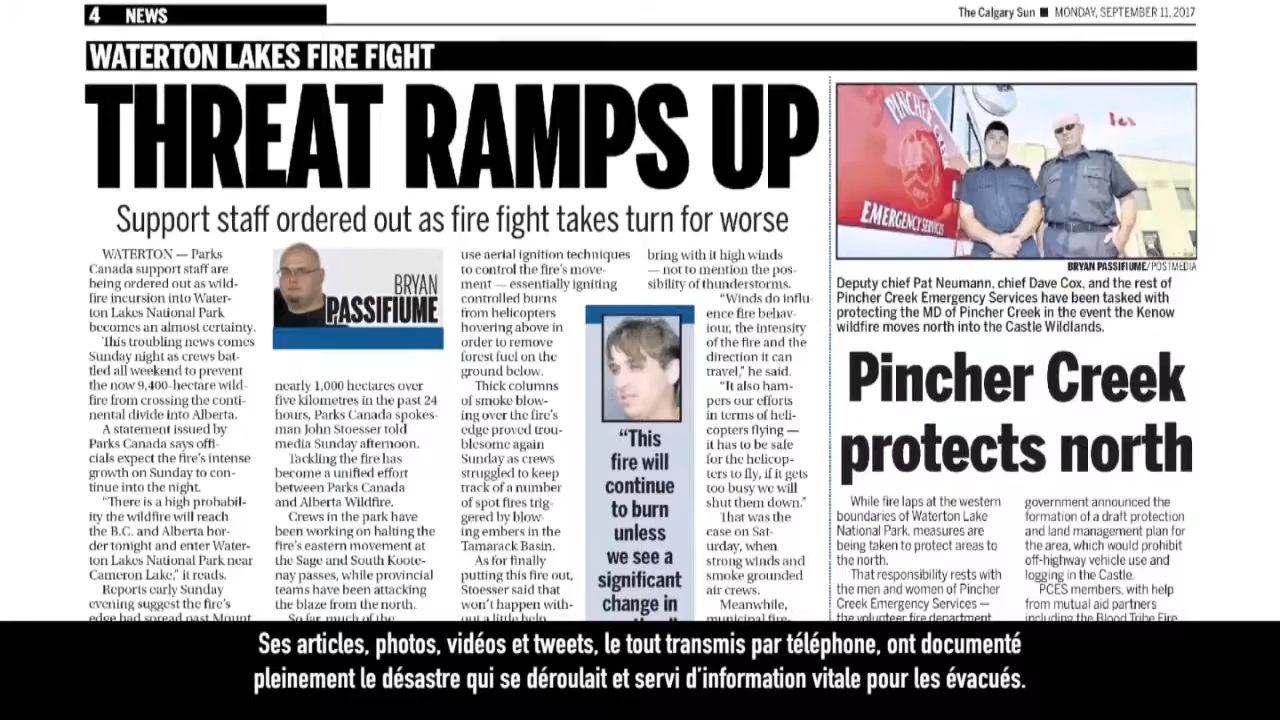 4 NEWS
The Calgary Sun ■ MONDAY, SEPTEMBER 11, 2017
WATERTON LAKES FIRE FIGHT
THREAT RAMPS UP
Support staff ordered out as fire fight takes turn for worse
WATERTON — Parks
Canada support staff are
being ordered out as wild-
fire incursion into Water-
ton Lakes National Park
becomes an almost certainty.
This troubling news comes
Sunday night as crews bat-
tled all weekend to prevent
the now 9,400-hectare wild-
fire from crossing the conti-
nental divide into Alberta.
A statement issued by
Parks Canada says offi-
cials expect the fire's intense
growth on Sunday to con-
tinue into the night.
"There is a high probabil-
ity the wildfire will reach
the B.C. and Alberta bor-
der tonight and enter Water-
ton Lakes National Park near
Cameron Lake," it reads.
Reports early Sunday
evening suggest the fire's
edge had spread past Mount
BRYAN
PASSIFIUME
nearly 1,000 hectares over
five kilometres in the past 24
hours, Parks Canada spokes-
man John Stoesser told
media Sunday afternoon.
Tackling the fire has
become a unified effort
between Parks Canada
and Alberta Wildfire.
Crews in the park have
been working on halting the
fire's eastern movement at
the Sage and South Koote-
nay passes, while provincial
teams have been attacking
the blaze from the north.
So far, much of the
use aerial ignition techniques
to control the fire's move-
ment — essentially igniting
controlled burns
from helicopters
hovering above in
order to remove
forest fuel on the
ground below.
Thick columns
of smoke blow-
ing over the fire's
edge proved trou-
blesome again
Sunday as crews
struggled to keep
track of a number
of spot fires trig-
gered by blow-
ing embers in the
Tamarack Basin.
As for finally
putting this fire out,
Stoesser said that
won't happen with-
out a little help
"This
fire will
continue
to burn
unless
we see a
significant
change in
bring with it high winds
— not to mention the pos-
sibility of thunderstorms.
"Winds do influ-
ence fire behav-
iour, the intensity
of the fire and the
direction it can
travel," he said.
"It also ham-
pers our efforts
in terms of heli-
copters flying —
it has to be safe
for the helicop-
ters to fly, if it gets
too busy we will
shut them down."
That was the
case on Sat-
urday, when
strong winds and
smoke grounded
air crews.
Meanwhile,
municipal fire-
PINCHER CREEK
EMERGENCY SERVICES
BRYAN PASSIFIUME/POSTMEDIA
Deputy chief Pat Neumann, chief Dave Cox, and the rest of
Pincher Creek Emergency Services have been tasked with
protecting the MD of Pincher Creek in the event the Kenow
wildfire moves north into the Castle Wildlands.
Pincher Creek
protects north
While fire laps at the western
boundaries of Waterton Lake
National Park, measures are
being taken to protect areas to
the north.
That responsibility rests with
the men and women of Pincher
Creek Emergency Services —
the volunteer fire department
government announced the
formation of a draft protection
and land management plan for
the area, which would prohibit
off-highway vehicle use and
logging in the Castle.
PCES members, with help
from mutual aid partners
including the Blood Tribe Fire
Ses articles, photos, vidéos et tweets, le tout transmis par téléphone, ont documenté
pleinement le désastre qui se déroulait et servi d'information vitale pour les évacués.